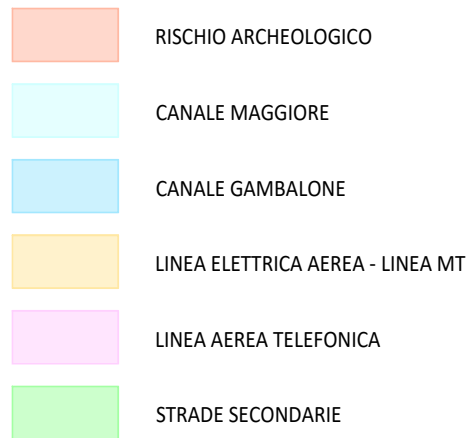 RISCHIO ARCHEOLOGICO
CANALE MAGGIORE
CANALE GAMBALONE
LINEA ELETTRICA AEREA - LINEA MT
LINEA AEREA TELEFONICA
STRADE SECONDARIE